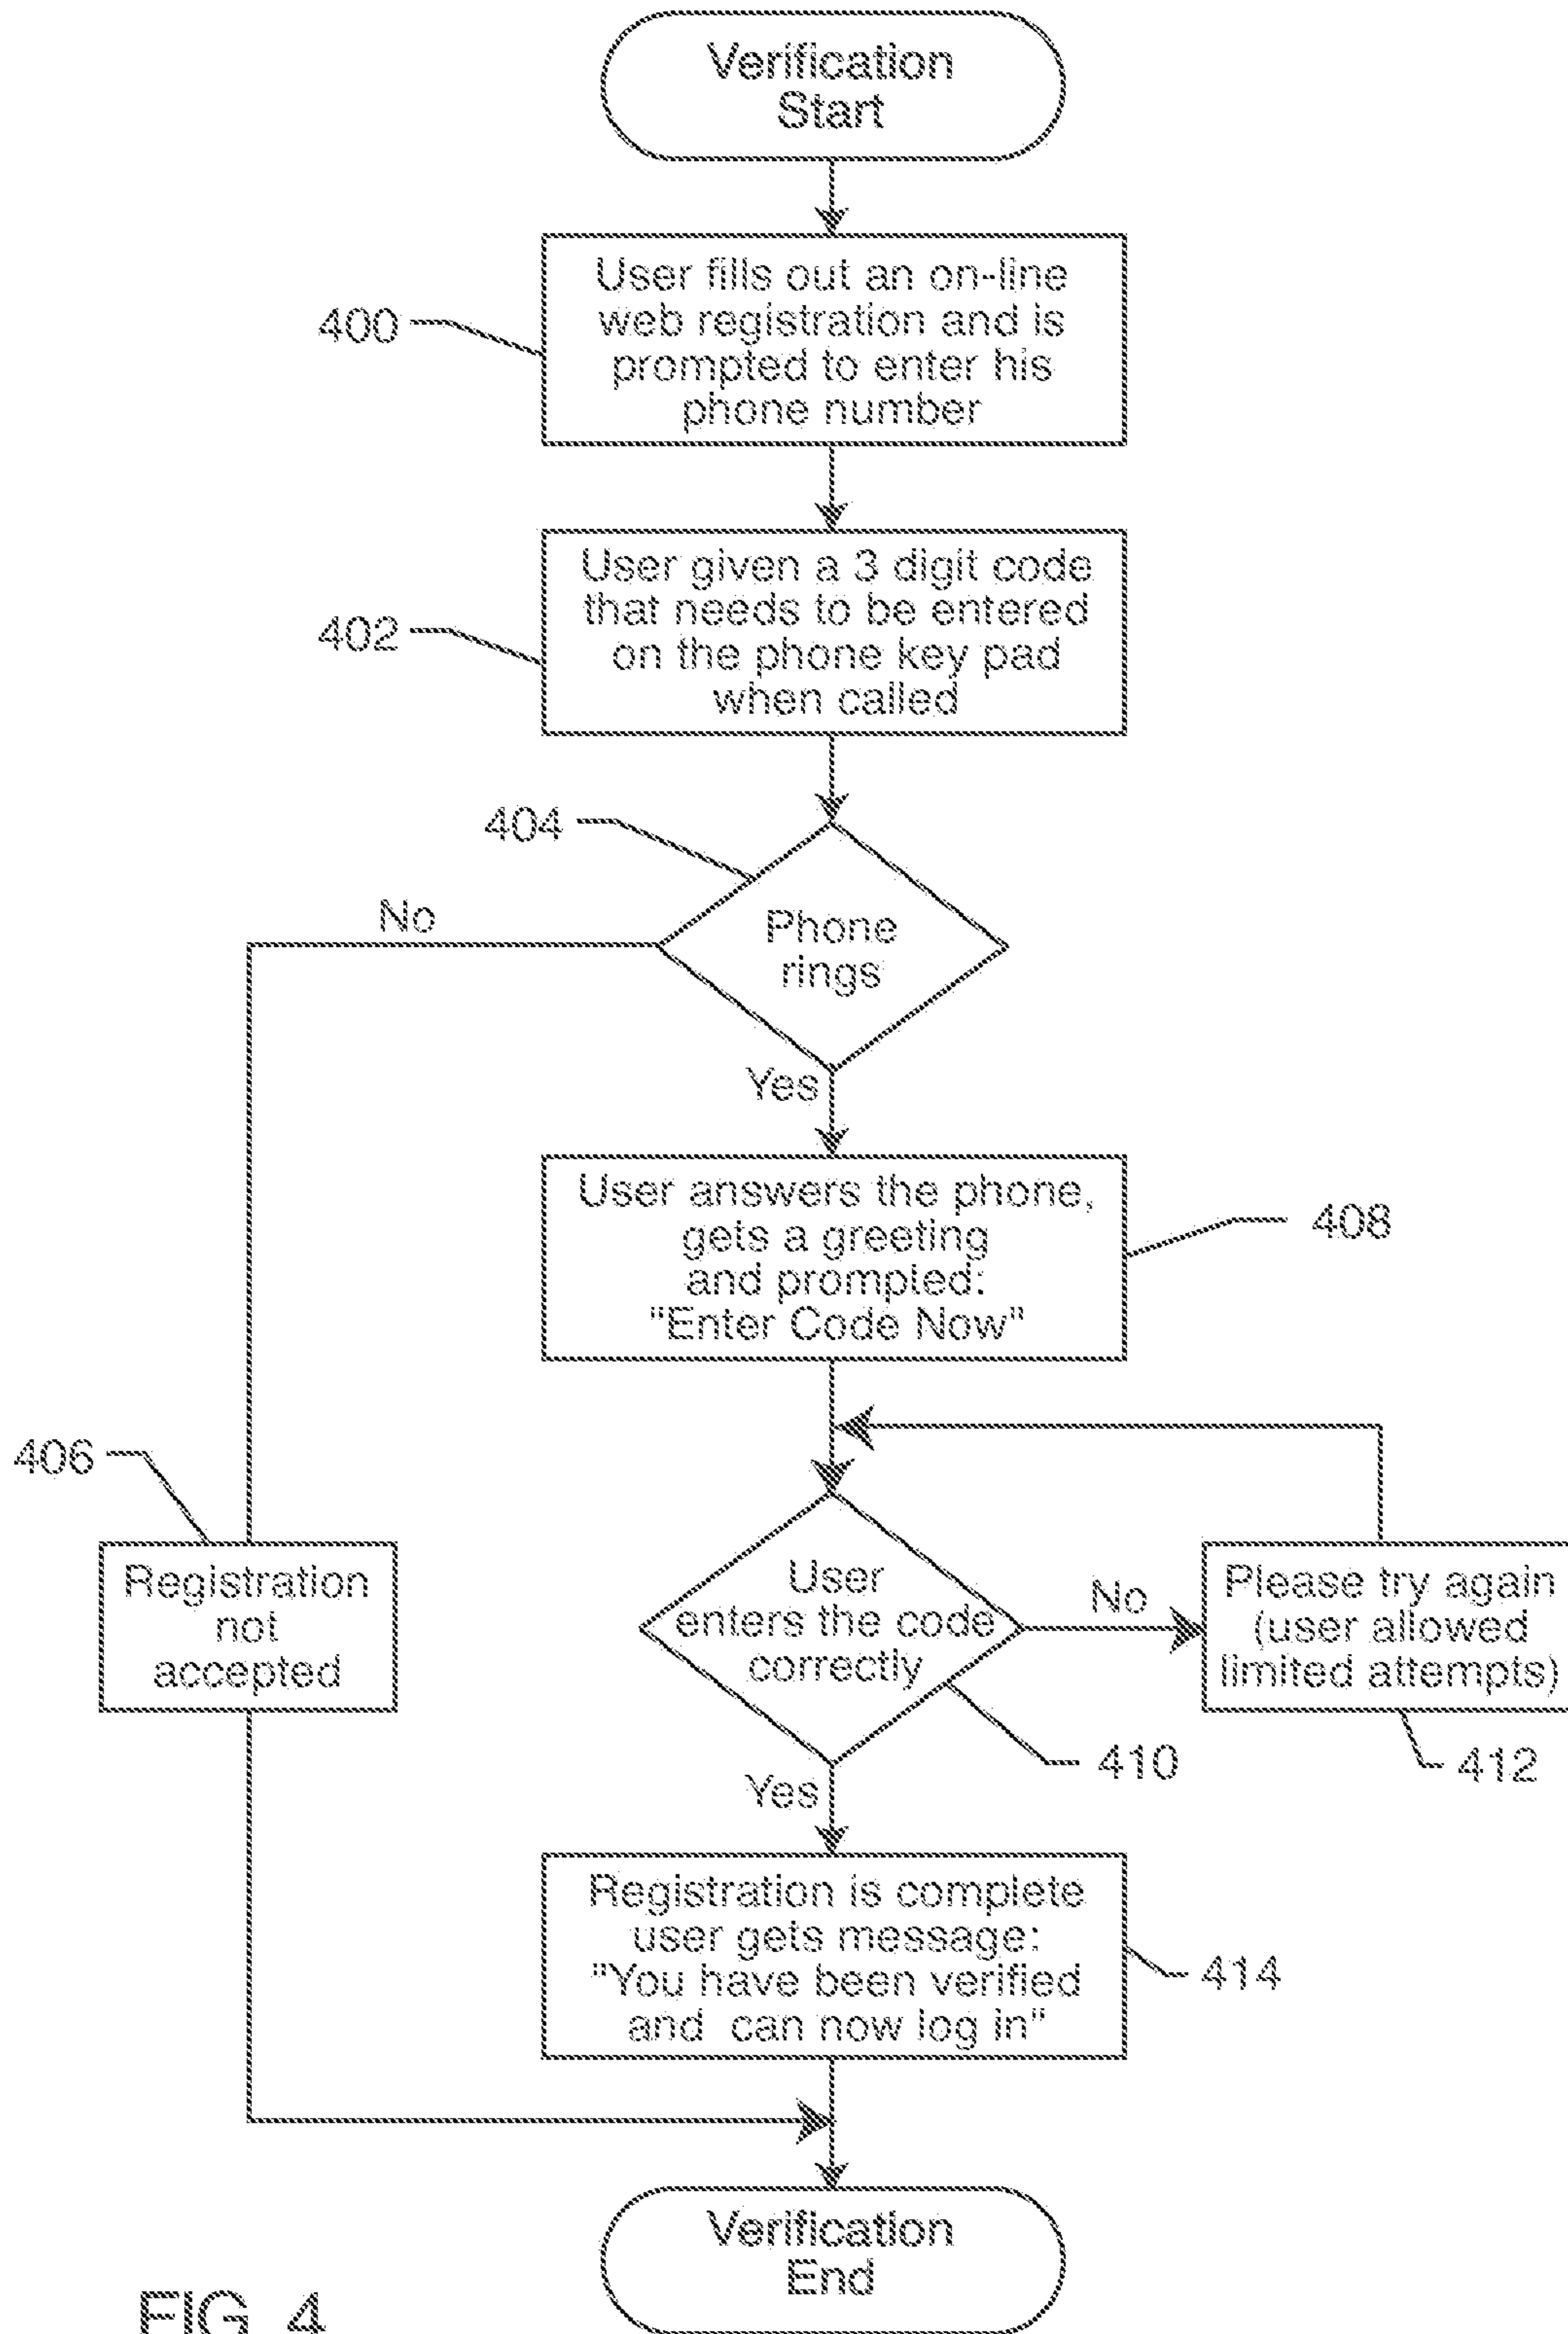 Verification
Start
400
User fills out an on-line
web registration and is
prompted to enter his
phone number
402
User given a 3 digit code
that needs to be entered
on the phone key pad
when called
404
Phone
rings
No
Yes
User answers the phone,
gets a greeting
and prompted:
"Enter Code Now"
408
406
Registration
not
accepted
User
enters the code
correctly
No
Please try again
(user allowed
limited attempts)
410
412
Yes
Registration is complete
user gets message:
"You have been verified
and can now log in"
414
Verification
End
FIG. 4